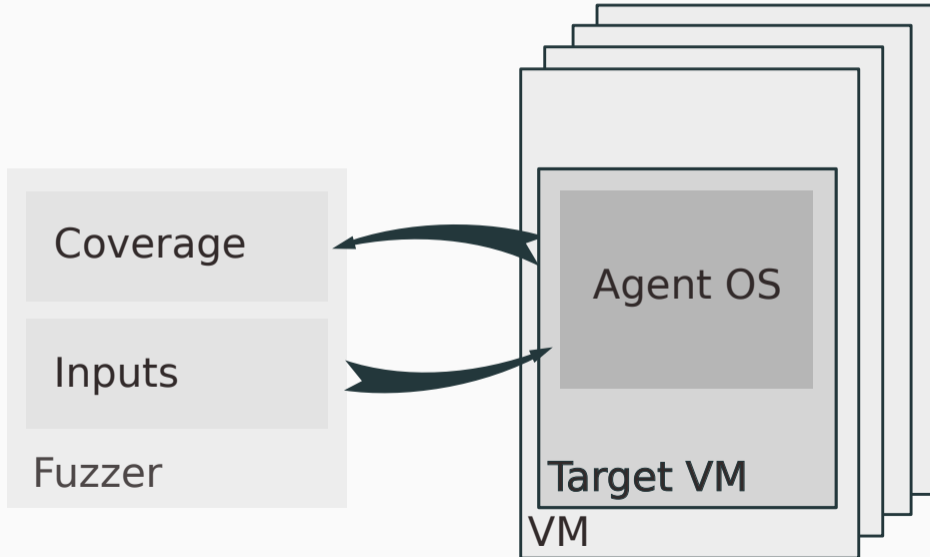 Coverage
Inputs
Fuzzer
Agent OS
Target VM
VM